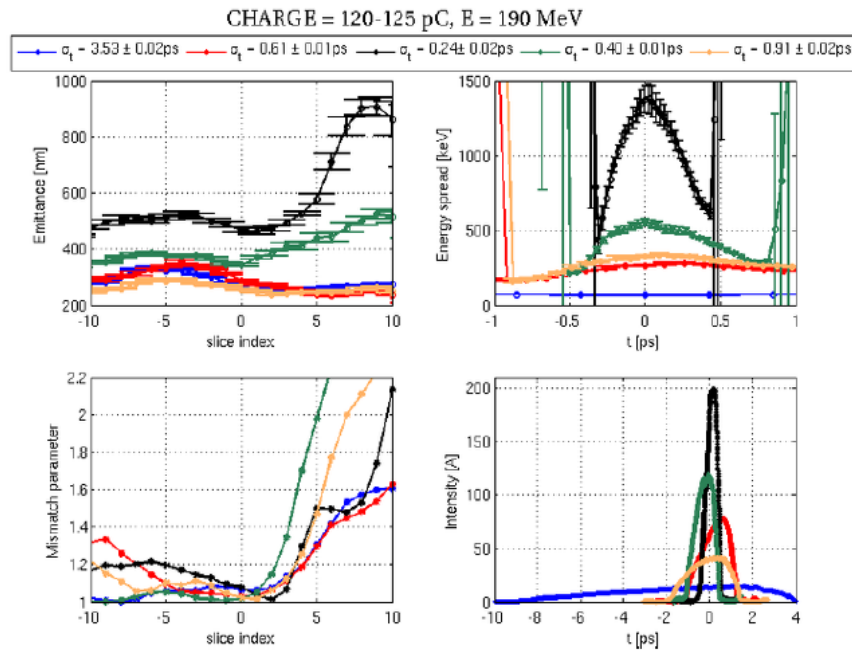 CHARGE = 120-125 pC, E = 190 MeV
σt - 3.53 ± 0.02ps σt - 0.61 ± 0.01ps σt - 0.24± 0.02ps σt - 0.40 ± 0.01ps σt - 0.91 ± 0.02ps
1000
800
600
400
200
Emittance [nm]
-10 -5 0 5 10
slice index
1500
1000
500
0
Energy spread [keV]
-1 -0.5 0 0.5 1
t [ps]
2.2
2
1.8
1.6
1.4
1.2
1
Mismatch parameter
-10 -5 0 5 10
slice index
200
150
100
50
0
Intensity [A]
-10 -8 -6 -4 -2 0 2 4
t [ps]